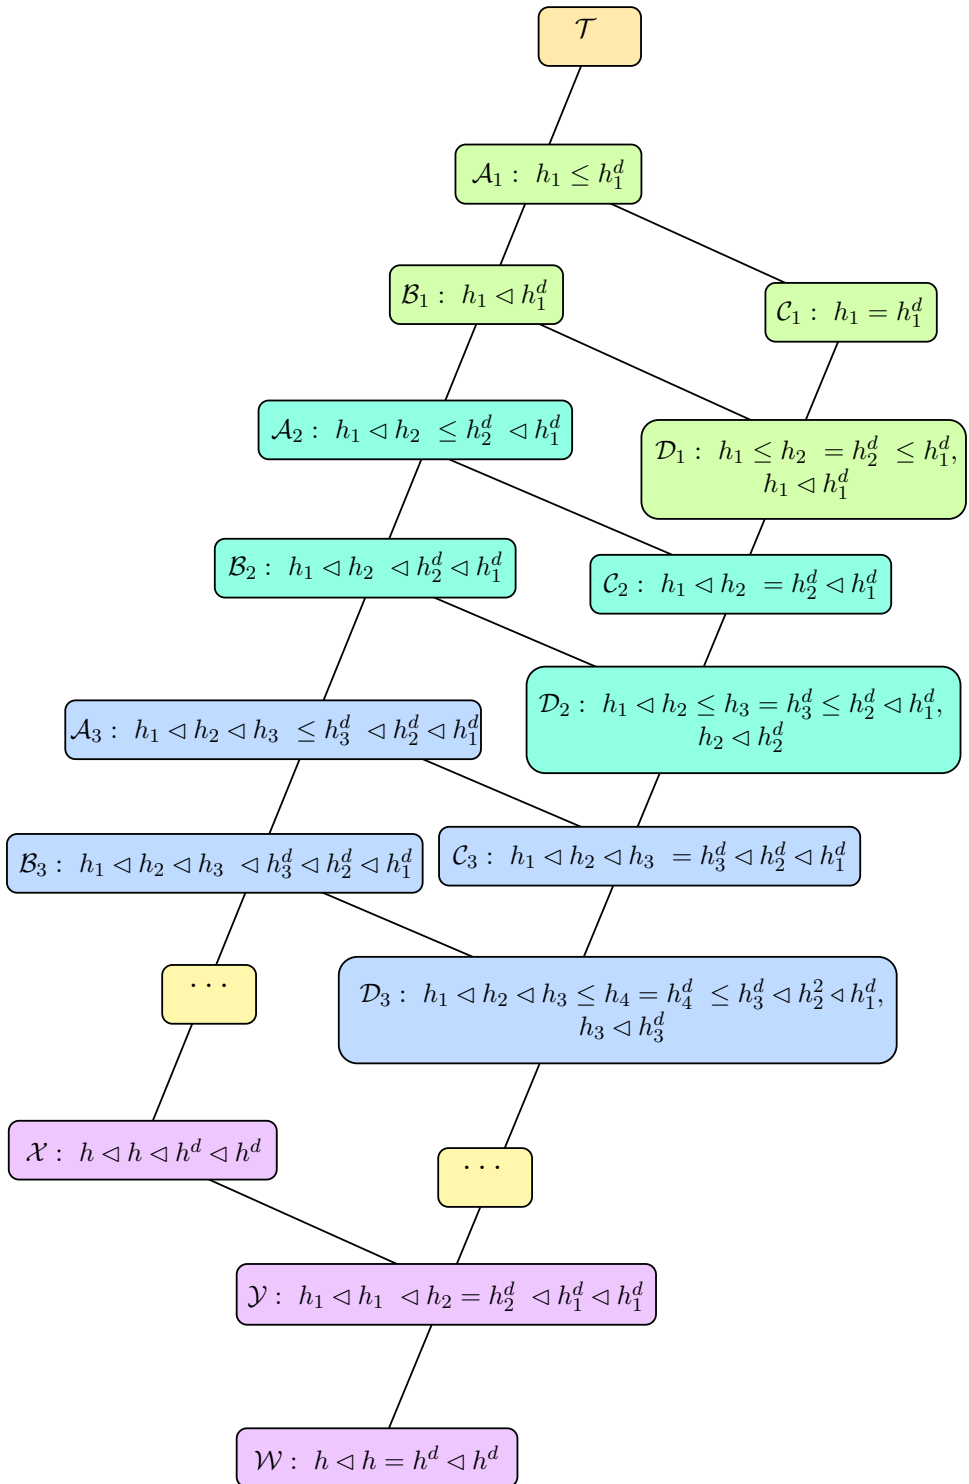 𝒯
𝒜₁ : h₁ ≤ h₁ᵈ
ℬ₁ : h₁ ◁ h₁ᵈ
𝒞₁ : h₁ = h₁ᵈ
𝒜₂ : h₁ ◁ h₂ ≤ h₂ᵈ ◁ h₁ᵈ
𝒟₁ : h₁ ≤ h₂ = h₂ᵈ ≤ h₁ᵈ,
h₁ ◁ h₁ᵈ
ℬ₂ : h₁ ◁ h₂ ◁ h₂ᵈ ◁ h₁ᵈ
𝒞₂ : h₁ ◁ h₂ = h₂ᵈ ◁ h₁ᵈ
𝒜₃ : h₁ ◁ h₂ ◁ h₃ ≤ h₃ᵈ ◁ h₂ᵈ ◁ h₁ᵈ
𝒟₂ : h₁ ◁ h₂ ≤ h₃ = h₃ᵈ ≤ h₂ᵈ ◁ h₁ᵈ,
h₂ ◁ h₂ᵈ
ℬ₃ : h₁ ◁ h₂ ◁ h₃ ◁ h₃ᵈ ◁ h₂ᵈ ◁ h₁ᵈ
𝒞₃ : h₁ ◁ h₂ ◁ h₃ = h₃ᵈ ◁ h₂ᵈ ◁ h₁ᵈ
⋯
𝒟₃ : h₁ ◁ h₂ ◁ h₃ ≤ h₄ = h₄ᵈ ≤ h₃ᵈ ◁ h₂² ◁ h₁ᵈ,
h₃ ◁ h₃ᵈ
𝒳 : h ◁ h ◁ hᵈ ◁ hᵈ
⋯
𝒴 : h₁ ◁ h₁ ◁ h₂ = h₂ᵈ ◁ h₁ᵈ ◁ h₁ᵈ
𝒲 : h ◁ h = hᵈ ◁ hᵈ